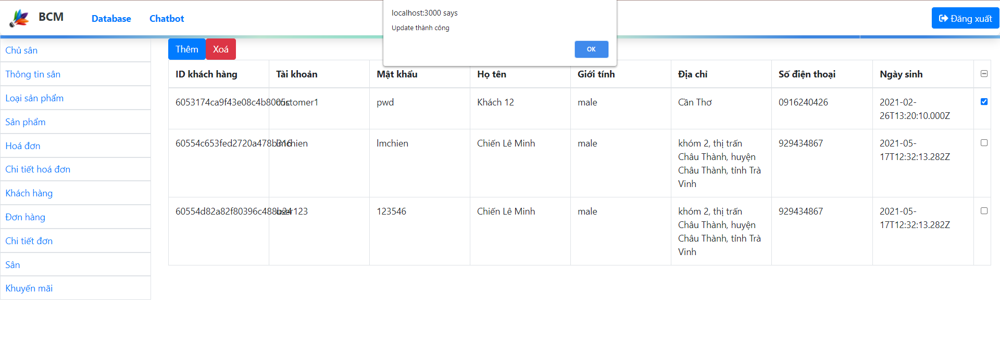 BCM
Database
Chatbot
localhost:3000 says
Update thành công
OK
Đăng xuất
Chủ sân
Thông tin sân
Loại sản phẩm
Sản phẩm
Hoá đơn
Chi tiết hoá đơn
Khách hàng
Đơn hàng
Chi tiết đơn
Sân
Khuyến mãi
Thêm
Xoá
ID khách hàng
Tài khoản
Mật khẩu
Họ tên
Giới tính
Địa chỉ
Số điện thoại
Ngày sinh
6053174ca9f43e08c4b8005c
customer1
pwd
Khách 12
male
Cần Thơ
0916240426
2021-02-
26T13:20:10.000Z
60554c653fed2720a478b316
lmchien
lmchien
Chiến Lê Minh
male
khóm 2, thị trấn
Châu Thành, huyện
Châu Thành, tỉnh Trà
Vinh
929434867
2021-05-
17T12:32:13.282Z
60554d82a82f80396c488b24
user123
123546
Chiến Lê Minh
male
khóm 2, thị trấn
Châu Thành, huyện
Châu Thành, tỉnh Trà
Vinh
929434867
2021-05-
17T12:32:13.282Z